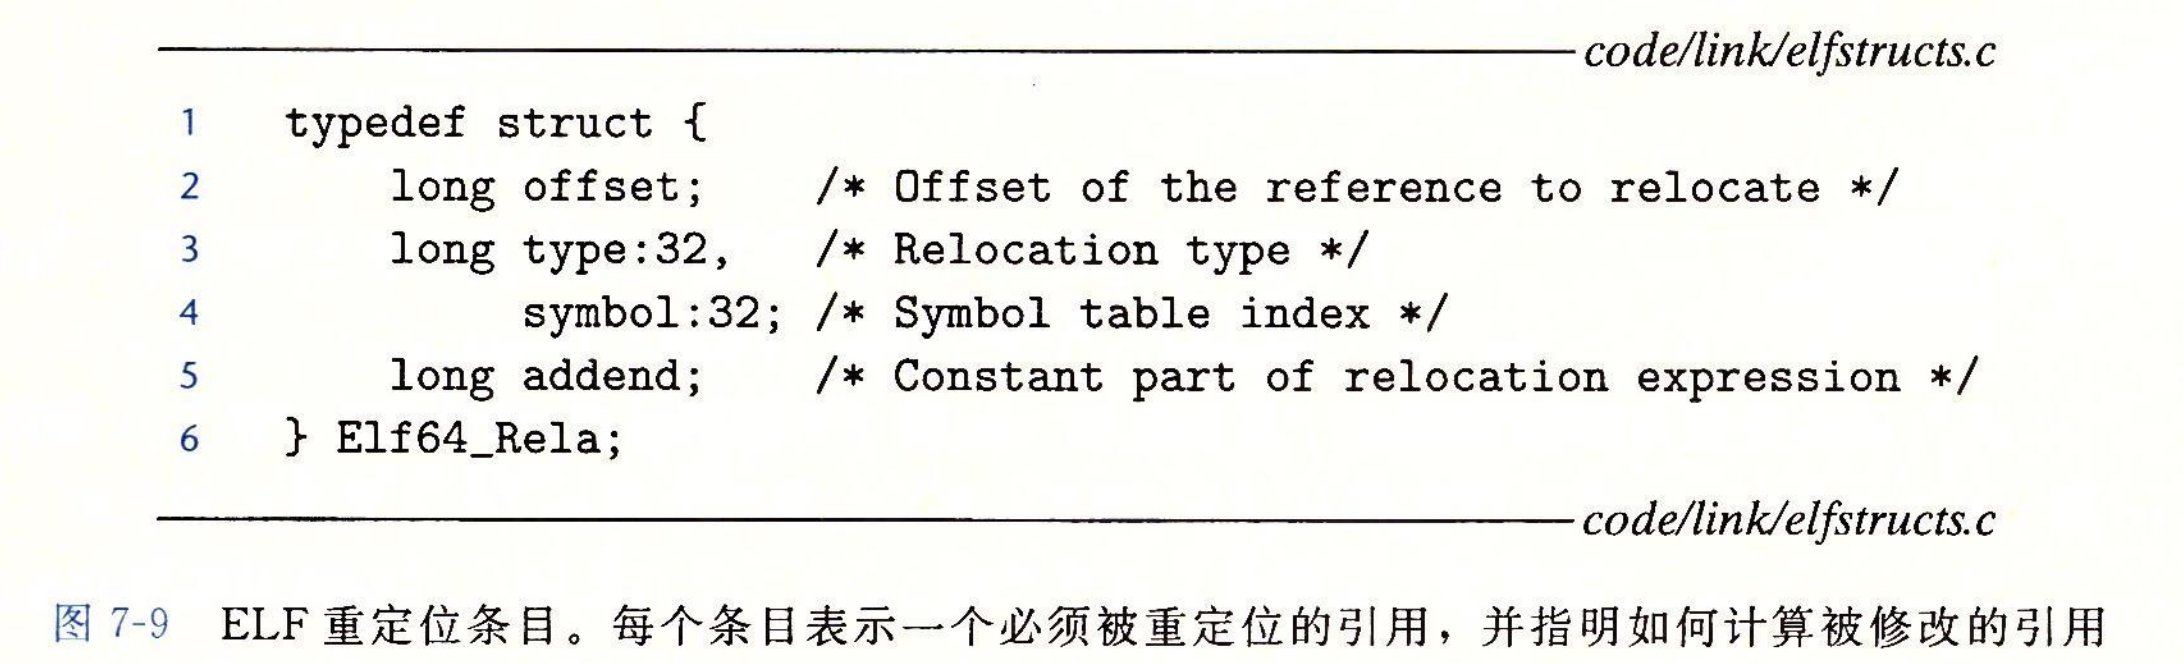 code/link/elfstructs.c
1 typedef struct {
2     long offset;    /* Offset of the reference to relocate */
3     long type:32,   /* Relocation type */
4          symbol:32; /* Symbol table index */
5     long addend;    /* Constant part of relocation expression */
6 } Elf64_Rela;
code/link/elfstructs.c
图 7-9 ELF 重定位条目。每个条目表示一个必须被重定位的引用，并指明如何计算被修改的引用